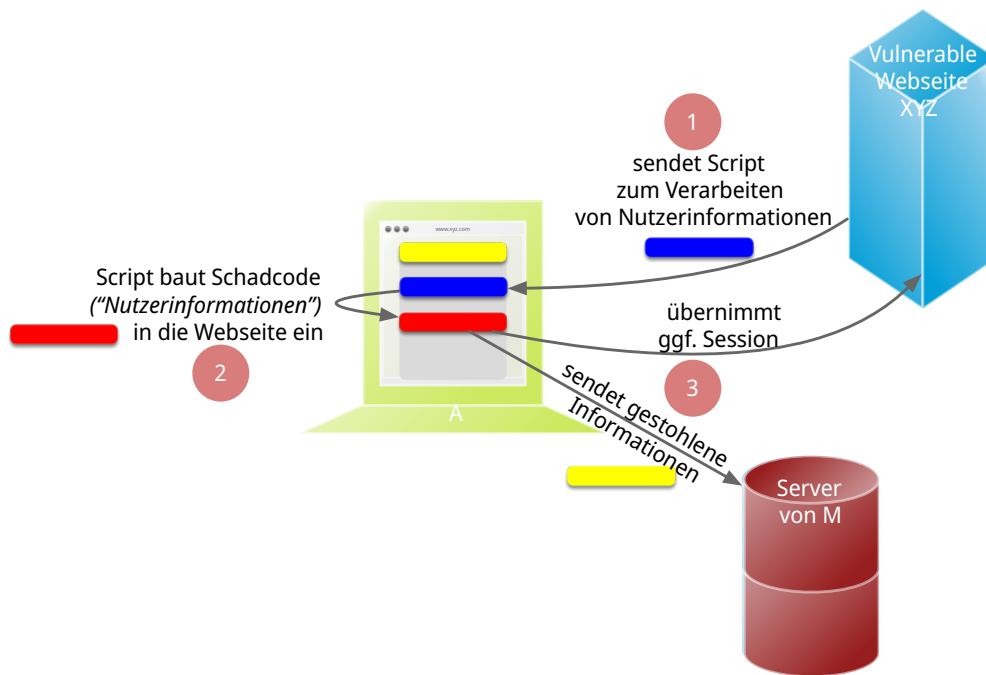 Vulnerable
Webseite
XYZ
1
sendet Script
zum Verarbeiten
von Nutzerinformationen
www.xyz.com
Script baut Schadcode
(“Nutzerinformationen”)
in die Webseite ein
2
übernimmt
ggf. Session
3
A
sendet gestohlene
Informationen
Server
von M